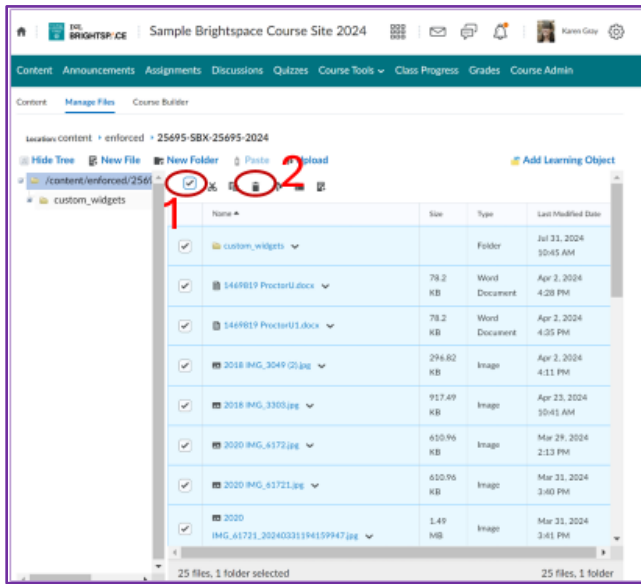 D2L
BRIGHTSPACE
Sample Brightspace Course Site 2024
Karen Gray
Content Announcements Assignments Discussions Quizzes Course Tools Class Progress Grades Course Admin
Content Manage Files Course Builder
Location: content enforced 25695-SBX-25695-2024
Hide Tree New File New Folder Paste Upload Add Learning Object
2
/content/enforced/2569
1
custom_widgets
Name Size Type Last Modified Date
custom_widgets Folder Jul 31, 2024
10:45 AM
1469819 ProctorU.docx 78.2 KB Word Document Apr 2, 2024
4:28 PM
1469819 ProctorU1.docx 78.2 KB Word Document Apr 2, 2024
4:35 PM
2018 IMG_3049 (2).jpg 296.82 KB Image Apr 2, 2024
4:11 PM
2018 IMG_3303.jpg 917.49 KB Image Apr 23, 2024
10:41 AM
2020 IMG_6172.jpg 610.96 KB Image Mar 29, 2024
2:13 PM
2020 IMG_61721.jpg 610.96 KB Image Mar 31, 2024
3:40 PM
2020
IMG_61721_20240331194159947.jpg 1.49 MB Image Mar 31, 2024
3:41 PM
25 files, 1 folder selected 25 files, 1 folder